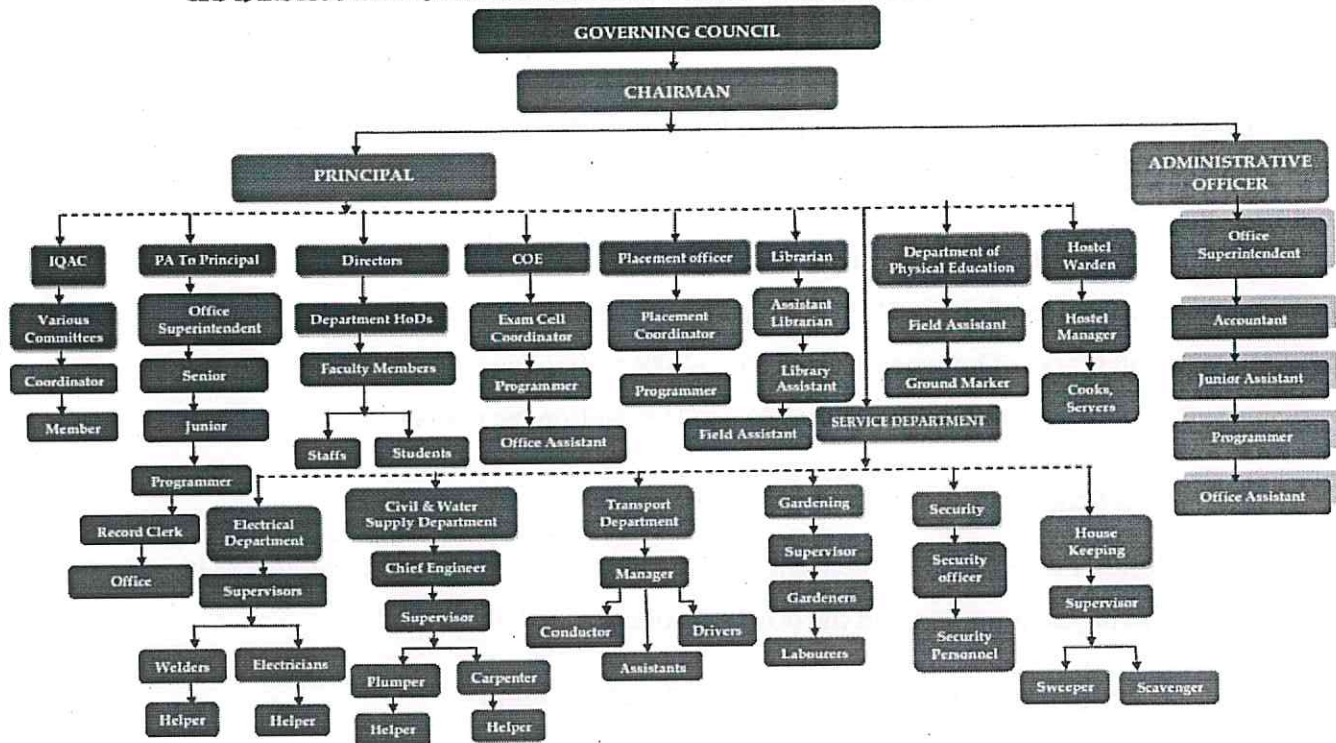 GOVERNING COUNCIL
CHAIRMAN
PRINCIPAL
ADMINISTRATIVE
OFFICER
IQAC
PA To Principal
Directors
COE
Placement officer
Librarian
Department of
Physical Education
Hostel
Warden
Office
Superintendent
Various
Committees
Office
Superintendent
Department HoDs
Exam Cell
Coordinator
Placement
Coordinator
Assistant
Librarian
Field Assistant
Hostel
Manager
Accountant
Coordinator
Senior
Faculty Members
Programmer
Programmer
Library
Assistant
Ground Marker
Cooks,
Servers
Junior Assistant
Member
Junior
Staffs
Students
Office Assistant
Field Assistant
SERVICE DEPARTMENT
Programmer
Programmer
Office Assistant
Record Clerk
Office
Electrical
Department
Civil & Water
Supply Department
Transport
Department
Gardening
Security
House
Keeping
Supervisors
Chief Engineer
Manager
Supervisor
Security
officer
Supervisor
Supervisor
Conductor
Drivers
Gardeners
Security
Personnel
Welders
Electricians
Plumper
Carpenter
Assistants
Labourers
Sweeper
Scavenger
Helper
Helper
Helper
Helper